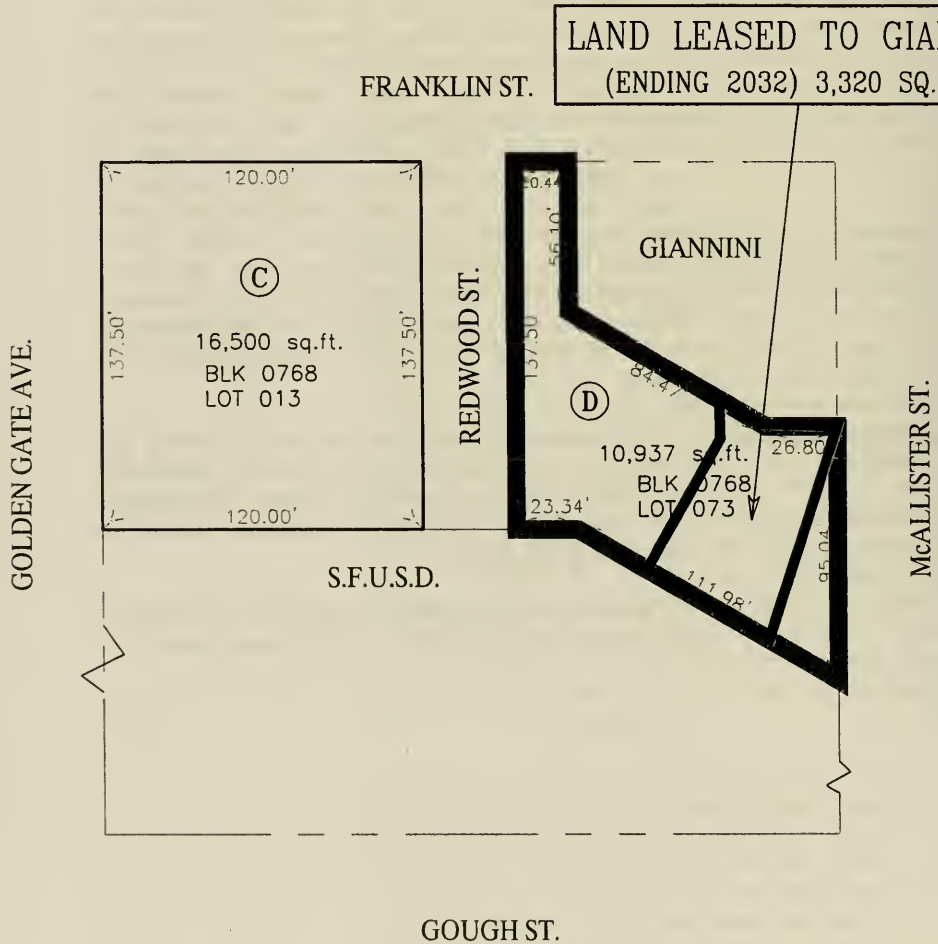 LAND LEASED TO
(ENDING 2032) 3,320 SQ.
FRANKLIN ST.
120.00'
20.44'
56.10'
GIANNINI
C
16,500 sq.ft.
BLK 0768
LOT 013
137.50'
137.50'
GOLDEN GATE AVE.
REDWOOD ST.
137.50
84.47'
D
10,937 sq.ft.
BLK 0768
LOT 073
26.80'
McALLISTER ST.
95.04'
120.00'
23.34'
111.98'
S.F.U.S.D.
GOUGH ST.